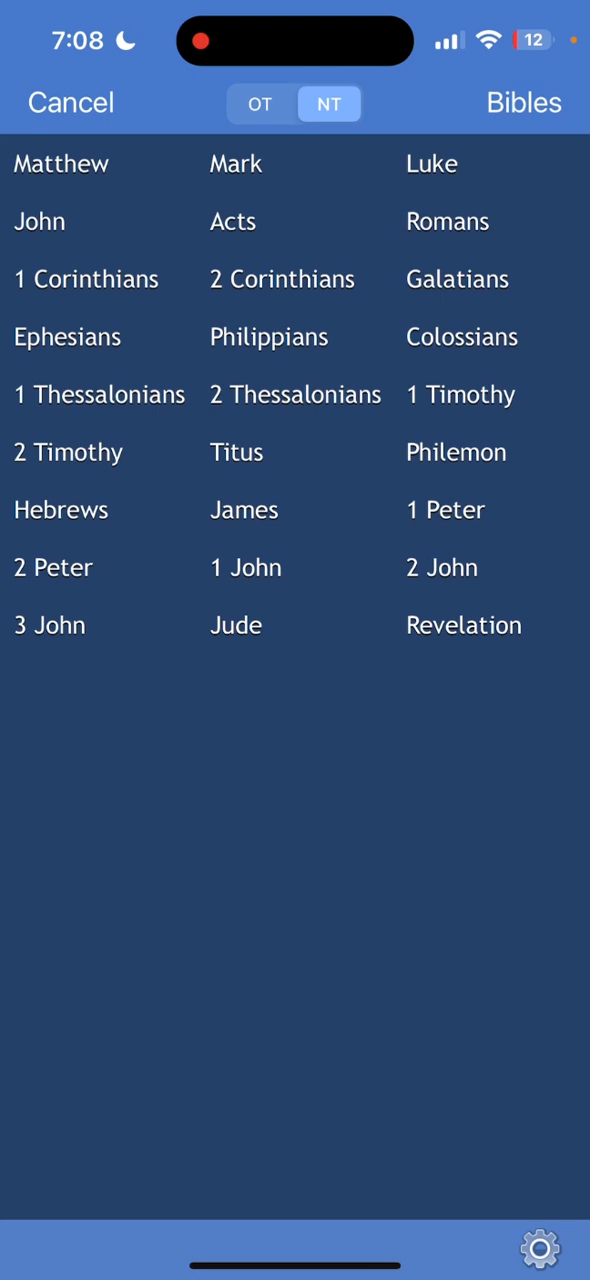 7:08 12
Cancel OT NT Bibles
Matthew Mark Luke
John Acts Romans
1 Corinthians 2 Corinthians Galatians
Ephesians Philippians Colossians
1 Thessalonians 2 Thessalonians 1 Timothy
2 Timothy Titus Philemon
Hebrews James 1 Peter
2 Peter 1 John 2 John
3 John Jude Revelation